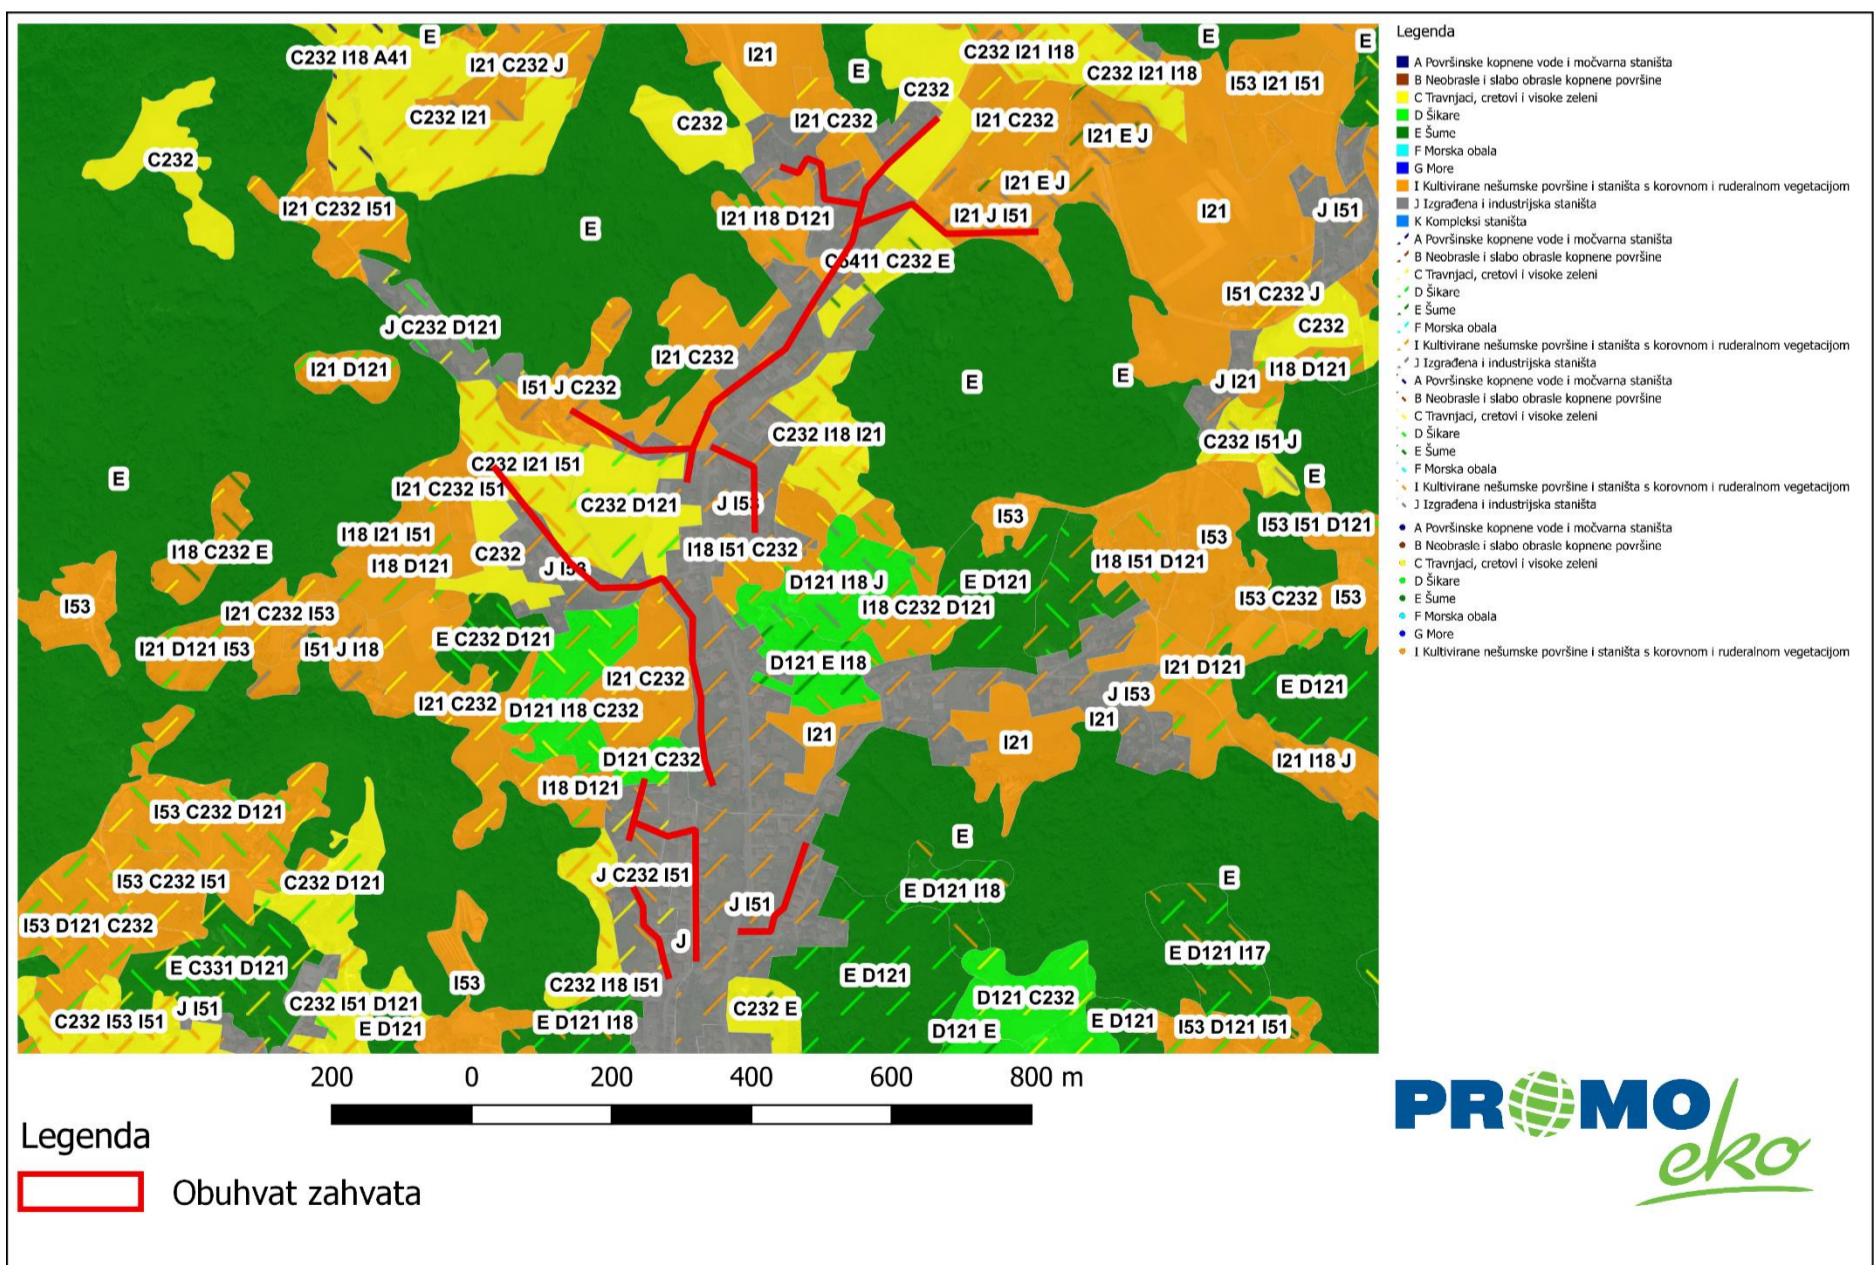 E
C232 I18 A41
I21 C232 J
I21
E
C232 I21 I18
C232 I21 I18
E
E
I53 I21 I51
C232
C232 I21
C232
I21 C232
I21 C232
I21 E J
C232
I21 E J
I21 C232 I51
I21 I18 D121
I21 J I51
I21
J I51
E
C232 E
J C232 D121
I51 C232 J
C232
I21 C232
I21 D121
I51 J C232
E
E
J I21
I18 D121
C232 I18 I21
C232 I51 J
C232 I21 I51
E
I21 C232 I51
C232 D121
J I53
E
I53
I53 I51 D121
I18 I21 I51
I53
I18 C232 E
C232
I18 I51 C232
I18 D121
J I53
D121 I18 J
E D121
I18 I51 D121
I53
I21 C232 I53
I18 C232 D121
I53 C232
I53
I21 D121 I53
I51 J I18
E C232 D121
D121 E I18
I21 D121
I21 C232
E D121
I21 C232
D121 I18 C232
J I53
I21
I21
I21
D121 C232
I21 I18 J
I18 D121
I53 C232 D121
E
I53 C232 I51
C232 D121
J C232 I51
J I51
E D121 I18
E
I53 D121 C232
J
E D121 I17
E C331 D121
I53
C232 I18 I51
E D121
C232 I53 I51
J I51
C232 I51 D121
E D121
E D121 I18
C232 E
D121 C232
D121 E
E D121
I53 D121 I51
Legenda
A Površinske kopnene vode i močvarna staništa
B Neobrasle i slabo obrasle kopnene površine
C Travnjaci, cretovi i visoke zeleni
D Šikare
E Šume
F Morska obala
G More
I Kultivirane nešumske površine i staništa s korovnom i ruderalnom vegetacijom
J Izgrađena i industrijska staništa
K Kompleksi staništa
A Površinske kopnene vode i močvarna staništa
B Neobrasle i slabo obrasle kopnene površine
C Travnjaci, cretovi i visoke zeleni
D Šikare
E Šume
F Morska obala
I Kultivirane nešumske površine i staništa s korovnom i ruderalnom vegetacijom
J Izgrađena i industrijska staništa
A Površinske kopnene vode i močvarna staništa
B Neobrasle i slabo obrasle kopnene površine
C Travnjaci, cretovi i visoke zeleni
D Šikare
E Šume
F Morska obala
I Kultivirane nešumske površine i staništa s korovnom i ruderalnom vegetacijom
J Izgrađena i industrijska staništa
A Površinske kopnene vode i močvarna staništa
B Neobrasle i slabo obrasle kopnene površine
C Travnjaci, cretovi i visoke zeleni
D Šikare
E Šume
F Morska obala
G More
I Kultivirane nešumske površine i staništa s korovnom i ruderalnom vegetacijom
200 0 200 400 600 800 m
Legenda
Obuhvat zahvata
PROMO
eko